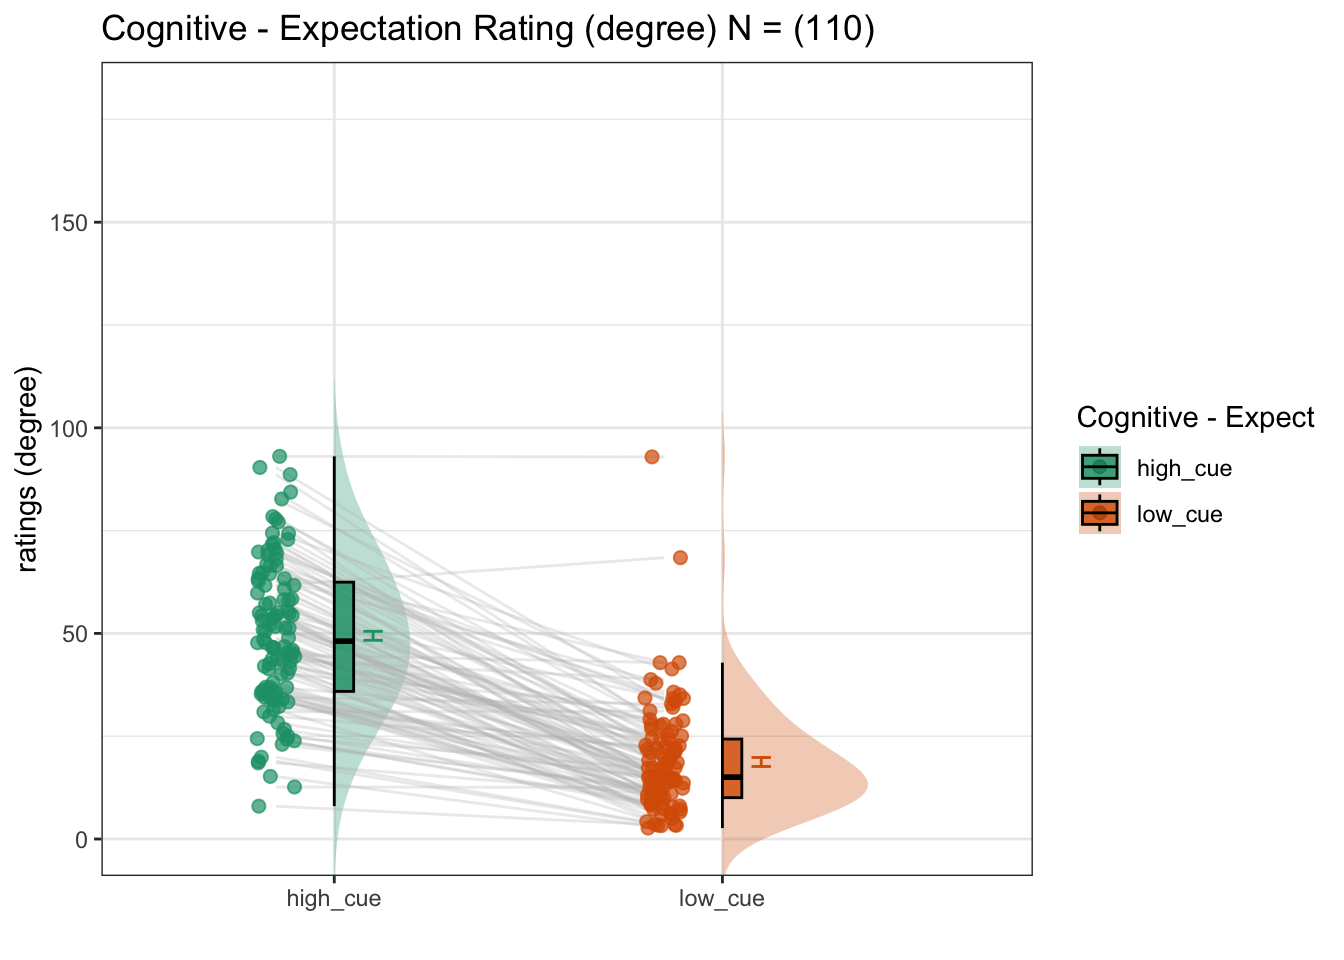 Cognitive - Expectation Rating (degree) N = (110)
ratings (degree)
150
100
50
0
high_cue
low_cue
Cognitive - Expect
high_cue
low_cue